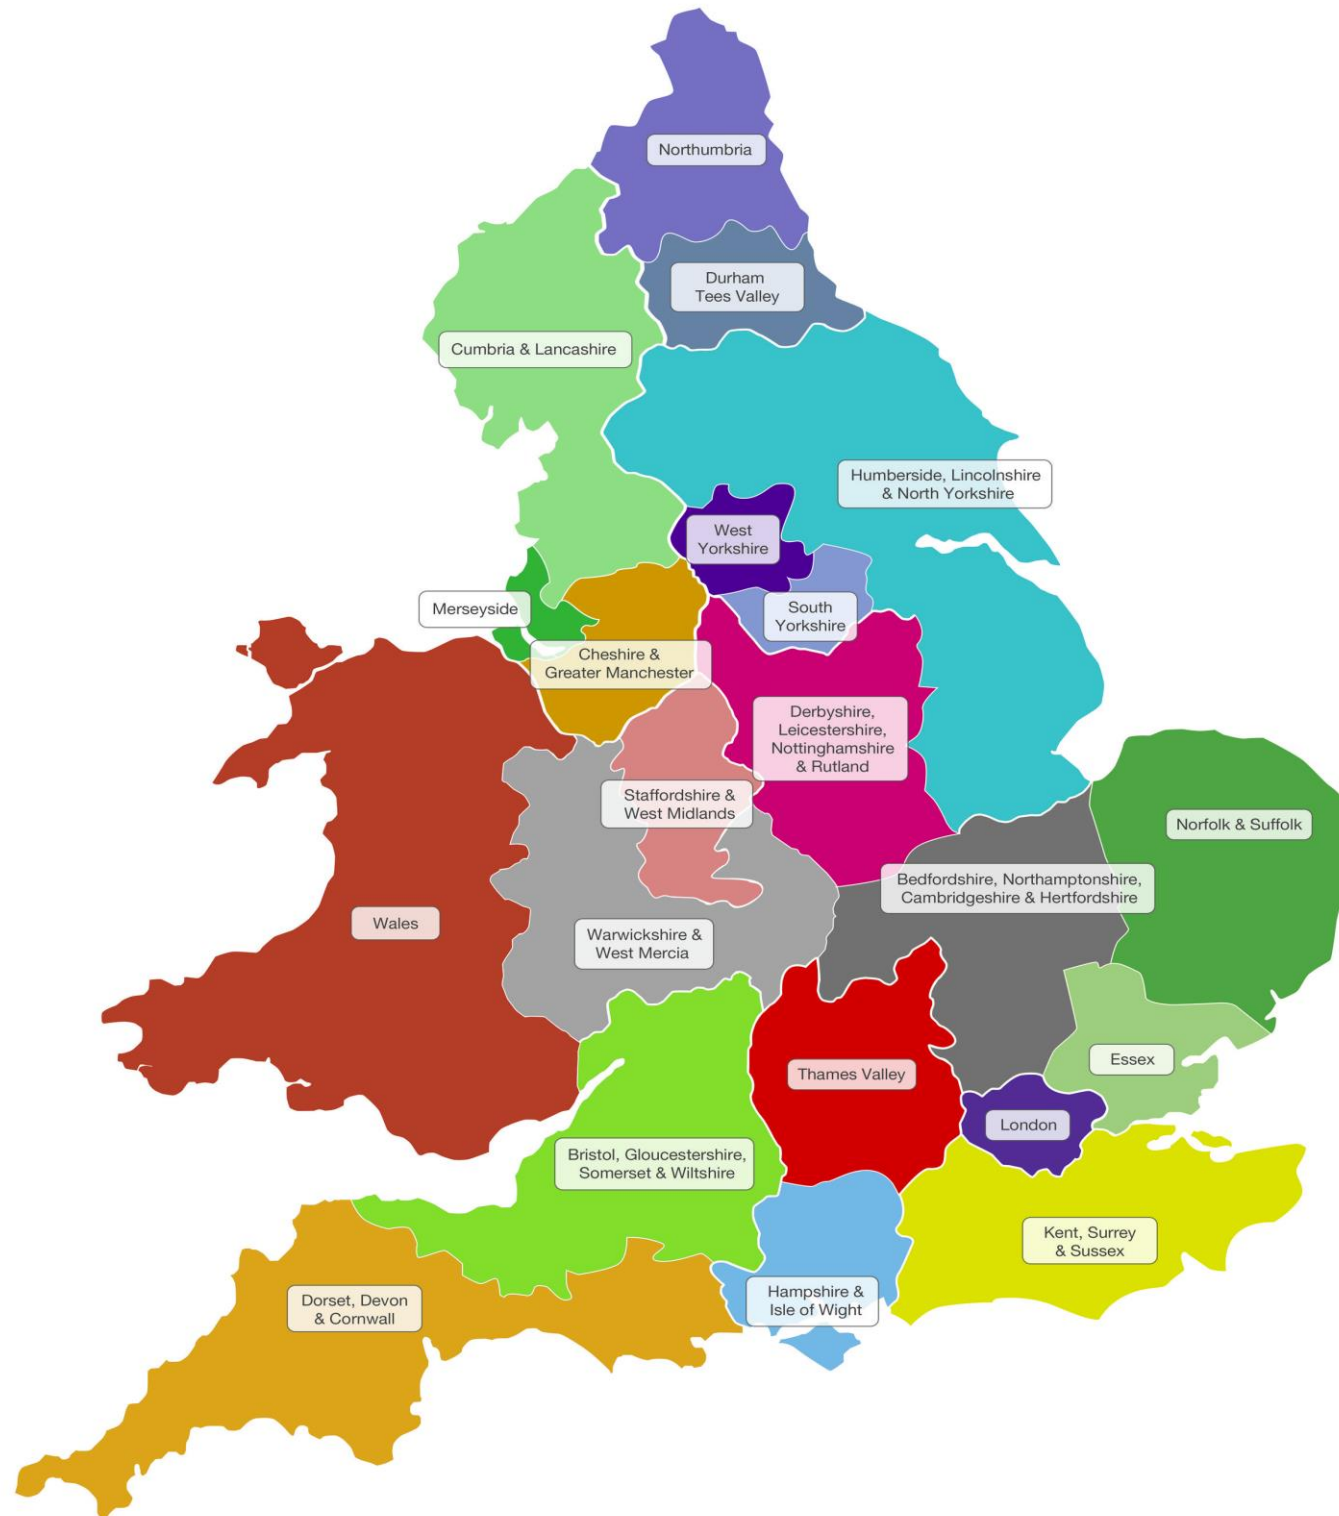 Northumbria
Durham
Tees Valley
Cumbria & Lancashire
Humberside, Lincolnshire
& North Yorkshire
West
Yorkshire
Merseyside
South
Yorkshire
Cheshire &
Greater Manchester
Derbyshire,
Leicestershire,
Nottinghamshire
& Rutland
Staffordshire &
West Midlands
Norfolk & Suffolk
Bedfordshire, Northamptonshire,
Cambridgeshire & Hertfordshire
Wales
Warwickshire &
West Mercia
Essex
Thames Valley
London
Bristol, Gloucestershire,
Somerset & Wiltshire
Kent, Surrey
& Sussex
Hampshire &
Isle of Wight
Dorset, Devon
& Cornwall